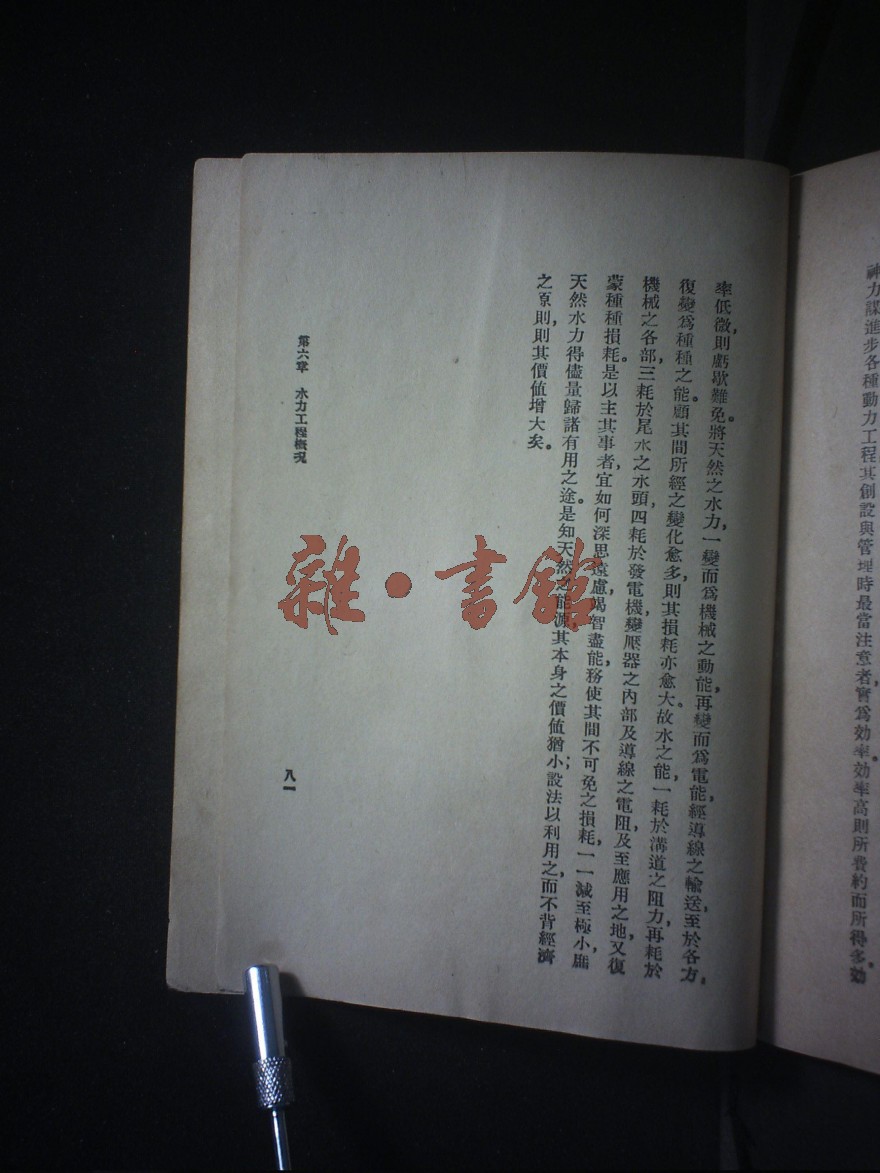 神力謀進步各種動力工程其創設與管理時最當注意者，實爲效率。效率高則所費約而所得多。效
率低微，則虧歇難免。將天然之水力，一變而爲機械之動能，再變而爲電能，經導線之輸送，至於各方，
復變爲種種之能。顧其間所經之變化愈多，則其損耗亦愈大。故水之能，一耗於溝道之阻力，再耗於
機械之各部，三耗於尾水之水頭，四耗於發電機變壓器之內部及導線之電阻，及至應用之地，又復
蒙種種損耗。是以主其事者，宜如何深思遠慮，竭智盡能，務使其間不可免之損耗，一一減至極小，
天然水力得儘量歸諸有用之途。是知天然之能源，其本身之價值猶小；設法以利用之，而不背經濟
之原則，則其價值增大矣。
第六章 水力工程概況
八一
雜·書館